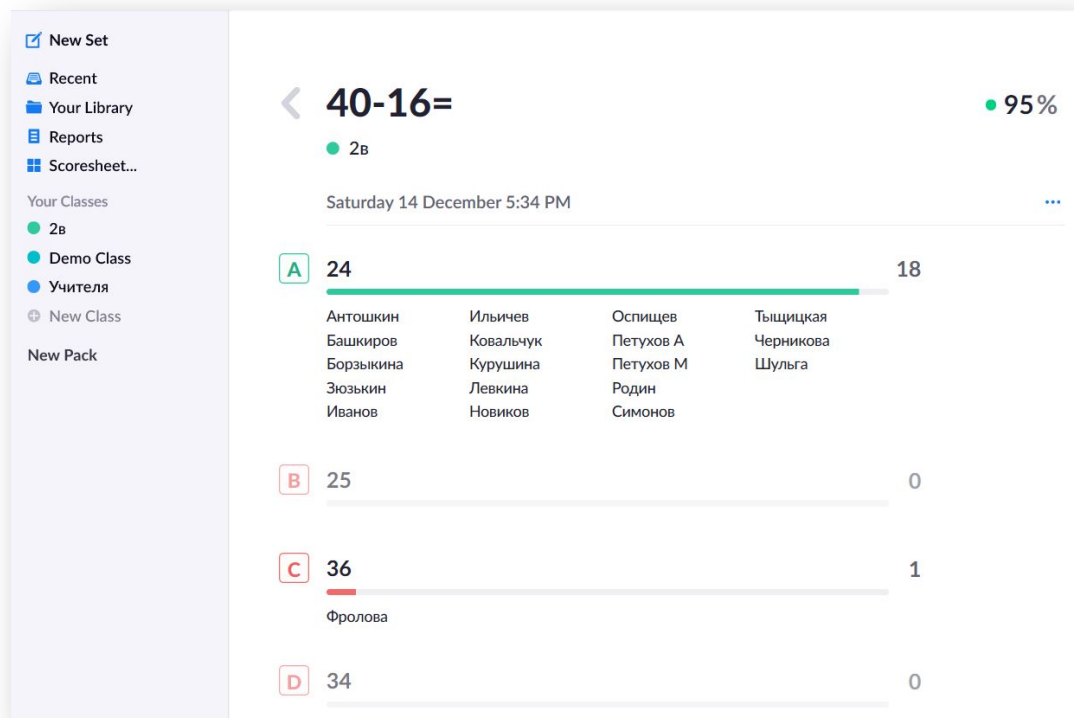 New Set
Recent
Your Library
Reports
Scoresheet...
Your Classes
2в
Demo Class
Учителя
New Class
New Pack
40-16=
95%
2в
Saturday 14 December 5:34 PM
A 24 18
Антошкин Ильичев Оспищев Тыщицкая
Башкиров Ковальчук Петухов А Черникова
Борзыкина Курушина Петухов М Шульга
Зюзькин Левкина Родин
Иванов Новиков Симонов
B 25 0
C 36 1
Фролова
D 34 0